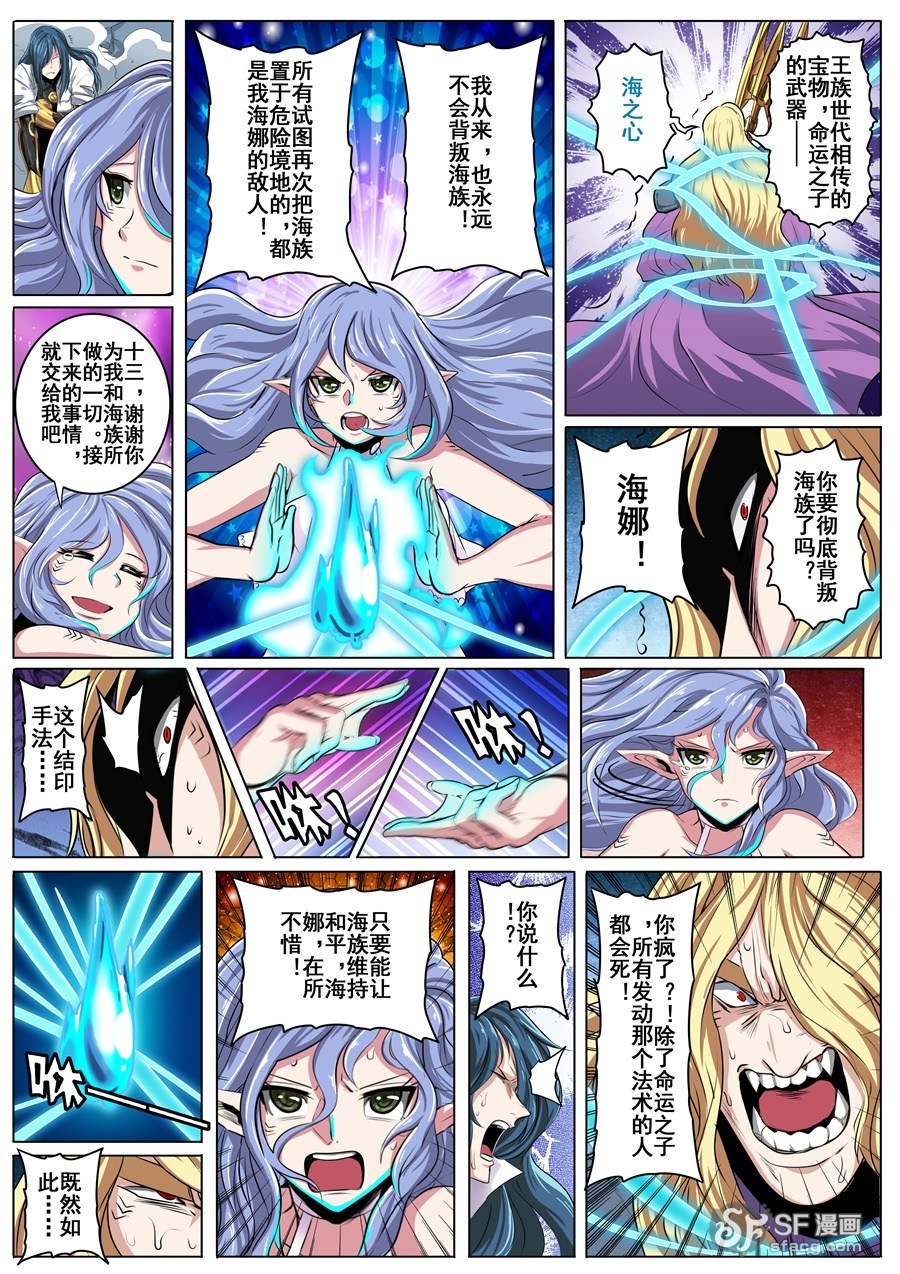 王族世代相传的
宝物，命运之子
的武器——
海之心
你要彻底背叛
海族了吗？
海娜！
我从来，也永远
不会背叛海族！
所有试图再次把海族
置于危险境地的，都
是我海娜的敌人！
十三，谢谢你
为我和海族所
做的一切。接
下来的事情，
就交给我吧
咻！
咻！
这个结印
手法……
你疯了？！除了命运之子
，所有发动那个法术的人
都会死！
你说什么
！？
只要能让
海族维持
和平，海
娜，在所
不惜！
咻——
既然如
此……
SF漫画
sfacg.com